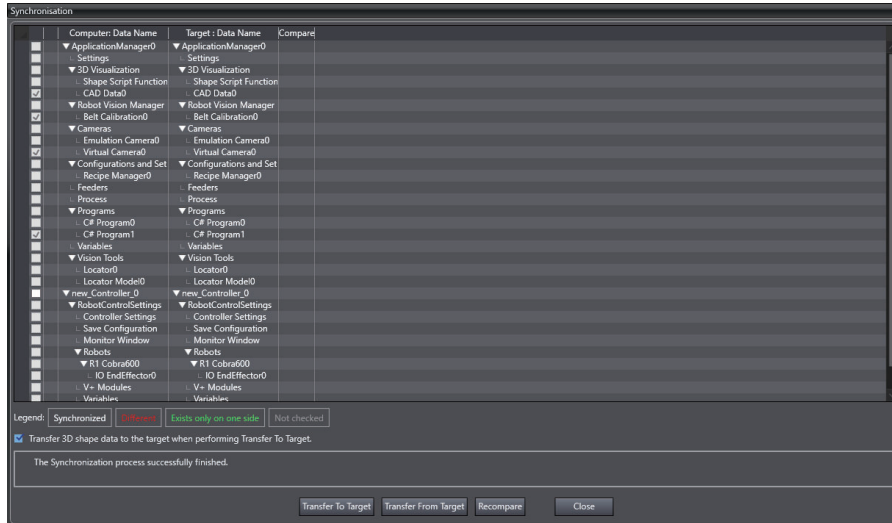 Synchronisation
Computer: Data Name Target : Data Name Compare
▼ApplicationManager0 ▼ApplicationManager0
Settings Settings
▼3D Visualization ▼3D Visualization
Shape Script Function Shape Script Function
CAD Data0 CAD Data0
▼Robot Vision Manager ▼Robot Vision Manager
Belt Calibration0 Belt Calibration0
▼Cameras ▼Cameras
Emulation Camera0 Emulation Camera0
Virtual Camera0 Virtual Camera0
▼Configurations and Set ▼Configurations and Set
Recipe Manager0 Recipe Manager0
Feeders Feeders
Process Process
▼Programs ▼Programs
C# Program0 C# Program0
C# Program1 C# Program1
Variables Variables
▼Vision Tools ▼Vision Tools
Locator0 Locator0
Locator Model0 Locator Model0
▼new_Controller_0 ▼new_Controller_0
▼RobotControlSettings ▼RobotControlSettings
Controller Settings Controller Settings
Save Configuration Save Configuration
Monitor Window Monitor Window
▼Robots ▼Robots
▼R1 Cobra600 ▼R1 Cobra600
IO EndEffector0 IO EndEffector0
V+ Modules V+ Modules
Variables Variables
Legend: Synchronized Different Exists only on one side Not checked
Transfer 3D shape data to the target when performing Transfer To Target.
The Synchronization process successfully finished.
Transfer To Target Transfer From Target Recompare Close